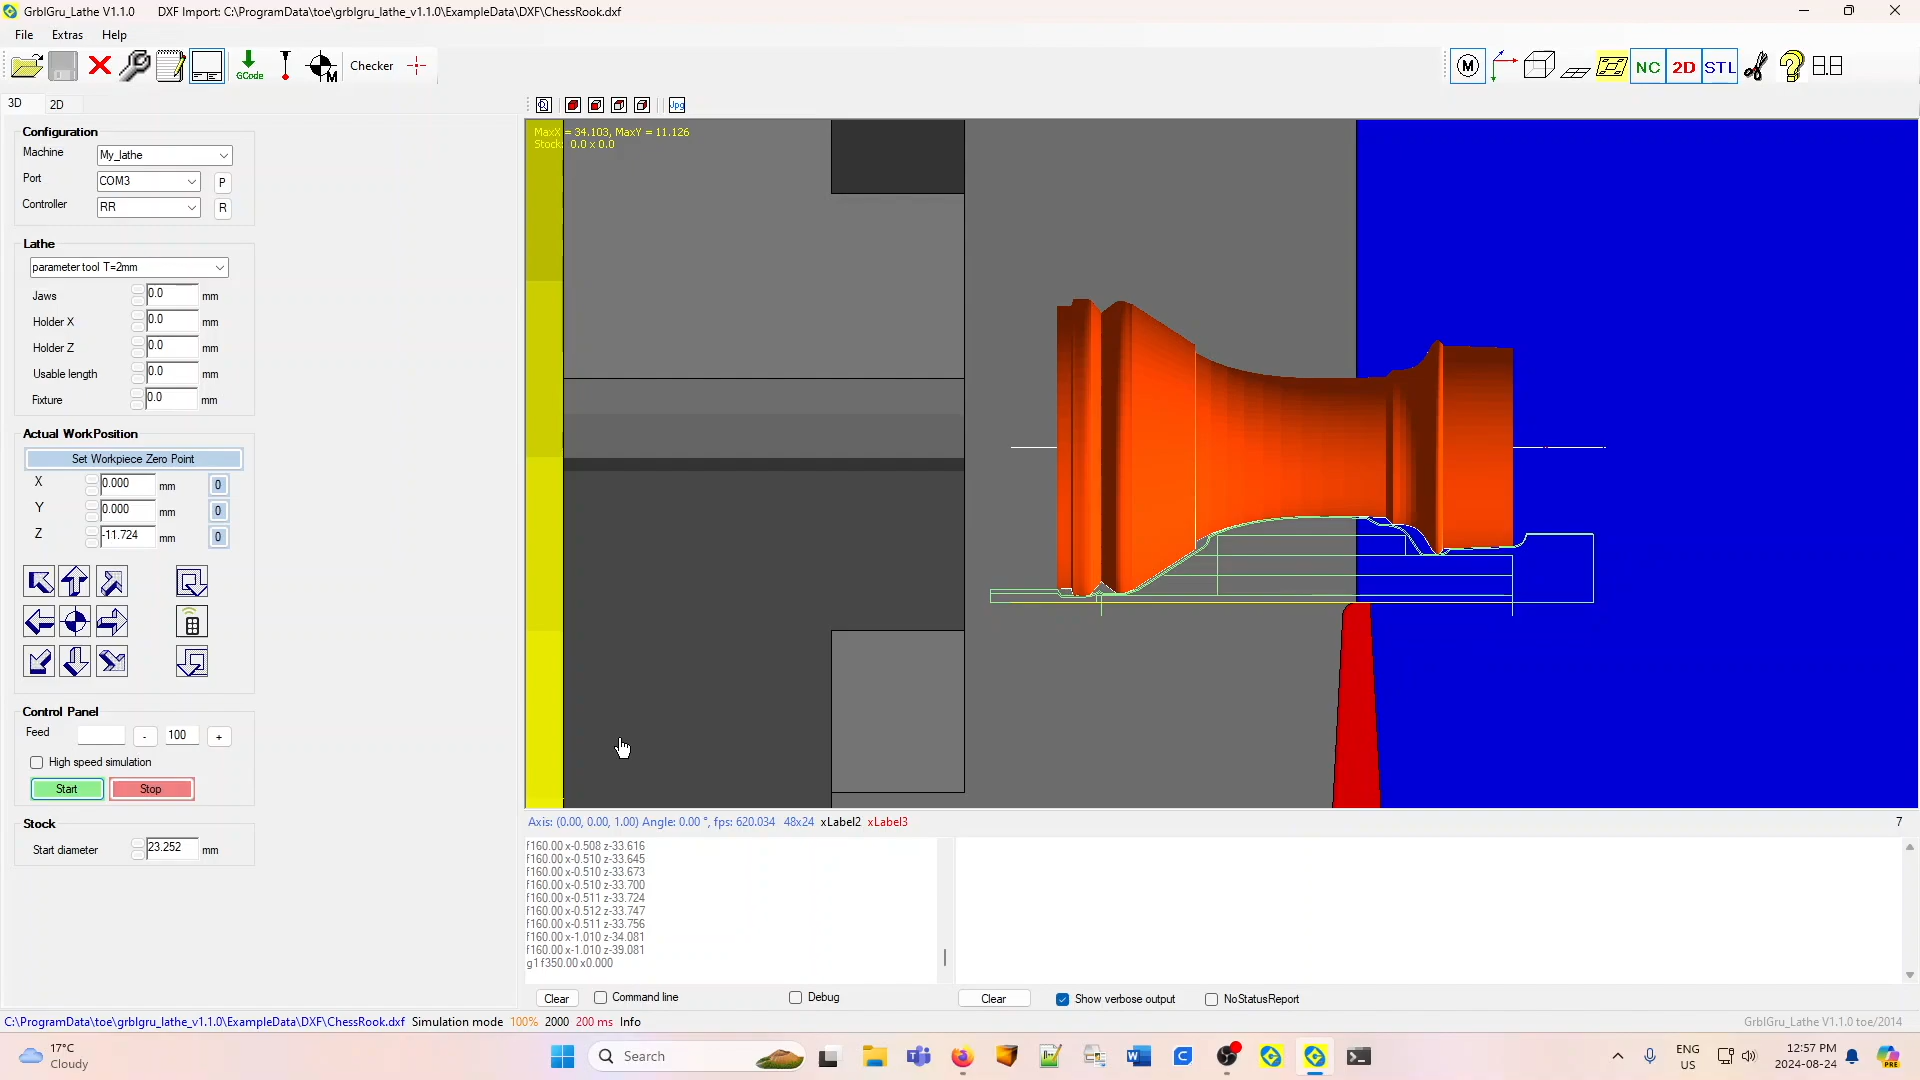 GrblGru_Lathe V1.1.0 DXF Import: C:\ProgramData\toe\grblgru_lathe_v1.1.0\ExampleData\DXF\ChessRook.dxf
File Extras Help
GCode M Checker M NC 2D STL
3D 2D Jpg
Configuration
Machine My_lathe
Port COM3 P
Controller RR R
Lathe
parameter tool T=2mm
Jaws 0.0 mm
Holder X 0.0 mm
Holder Z 0.0 mm
Usable length 0.0 mm
Fixture 0.0 mm
Actual WorkPosition
Set Workpiece Zero Point
X 0.000 mm 0
Y 0.000 mm 0
Z -11.724 mm 0
Control Panel
Feed - 100 +
High speed simulation
Start Stop
Stock
Start diameter 23.252 mm
MaxX = 34.103, MaxY = 11.126
Stock: 0.0 x 0.0
Axis: (0.00, 0.00, 1.00) Angle: 0.00 °, fps: 620.034 48x24 xLabel2 xLabel3 7
f160.00 x-0.508 z-33.616
f160.00 x-0.510 z-33.645
f160.00 x-0.510 z-33.673
f160.00 x-0.510 z-33.700
f160.00 x-0.511 z-33.724
f160.00 x-0.512 z-33.747
f160.00 x-0.511 z-33.756
f160.00 x-1.010 z-34.081
f160.00 x-1.010 z-39.081
g1 f350.00 x0.000
Clear Command line Debug Clear Show verbose output NoStatusReport
C:\ProgramData\toe\grblgru_lathe_v1.1.0\ExampleData\DXF\ChessRook.dxf Simulation mode 100% 2000 200 ms Info GrblGru_Lathe V1.1.0 toe/2014
17°C
Cloudy
Search
ENG
US
12:57 PM
2024-08-24
PRE